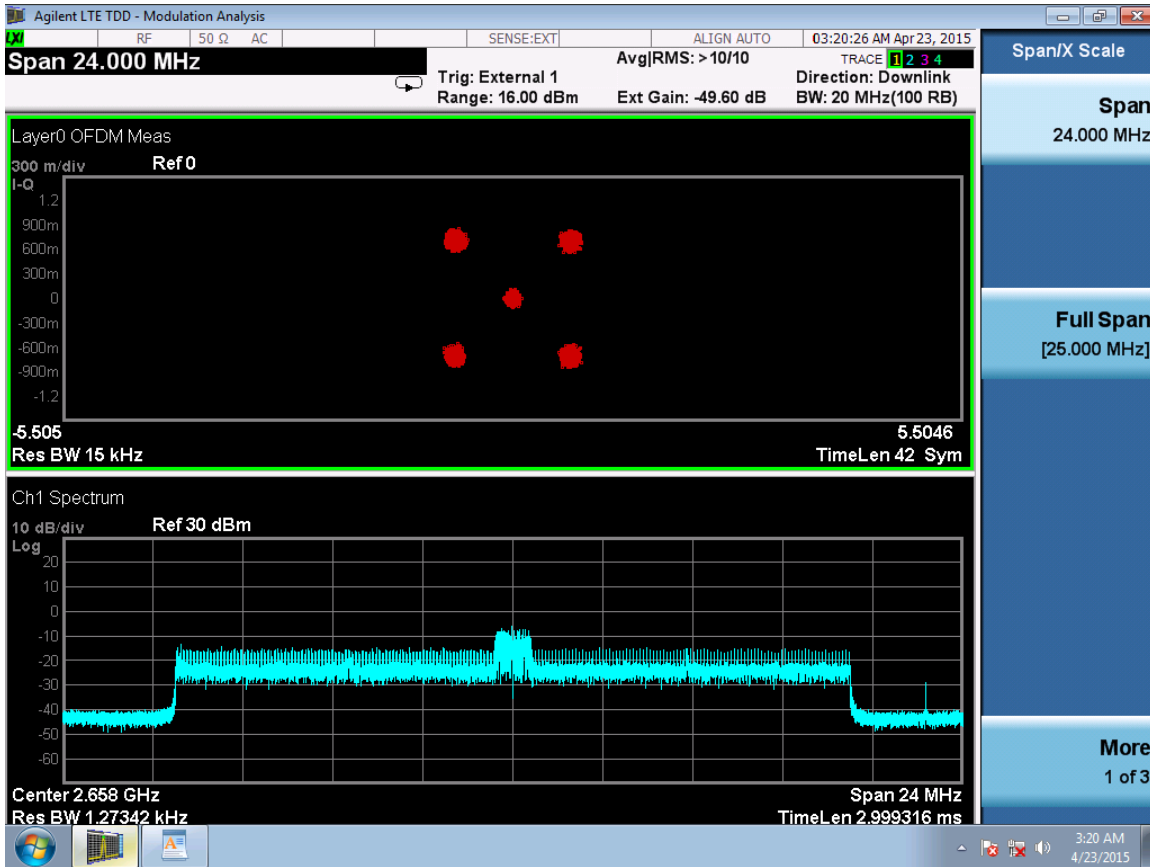 Agilent LTE TDD - Modulation Analysis
LXI RF 50 Ω AC SENSE:EXT ALIGN AUTO 03:20:26 AM Apr 23, 2015
Span 24.000 MHz
Trig: External 1
Range: 16.00 dBm
Avg|RMS: >10/10
Ext Gain: -49.60 dB
TRACE 1 2 3 4
Direction: Downlink
BW: 20 MHz(100 RB)
Span/X Scale
Span
24.000 MHz
Full Span
[25.000 MHz]
More
1 of 3
Layer0 OFDM Meas
300 m/div Ref 0
I-Q
1.2
900m
600m
300m
0
-300m
-600m
-900m
-1.2
-5.505 5.5046
Res BW 15 kHz TimeLen 42 Sym
Ch1 Spectrum
10 dB/div Ref 30 dBm
Log
20
10
0
-10
-20
-30
-40
-50
-60
Center 2.658 GHz Span 24 MHz
Res BW 1.27342 kHz TimeLen 2.999316 ms
3:20 AM
4/23/2015